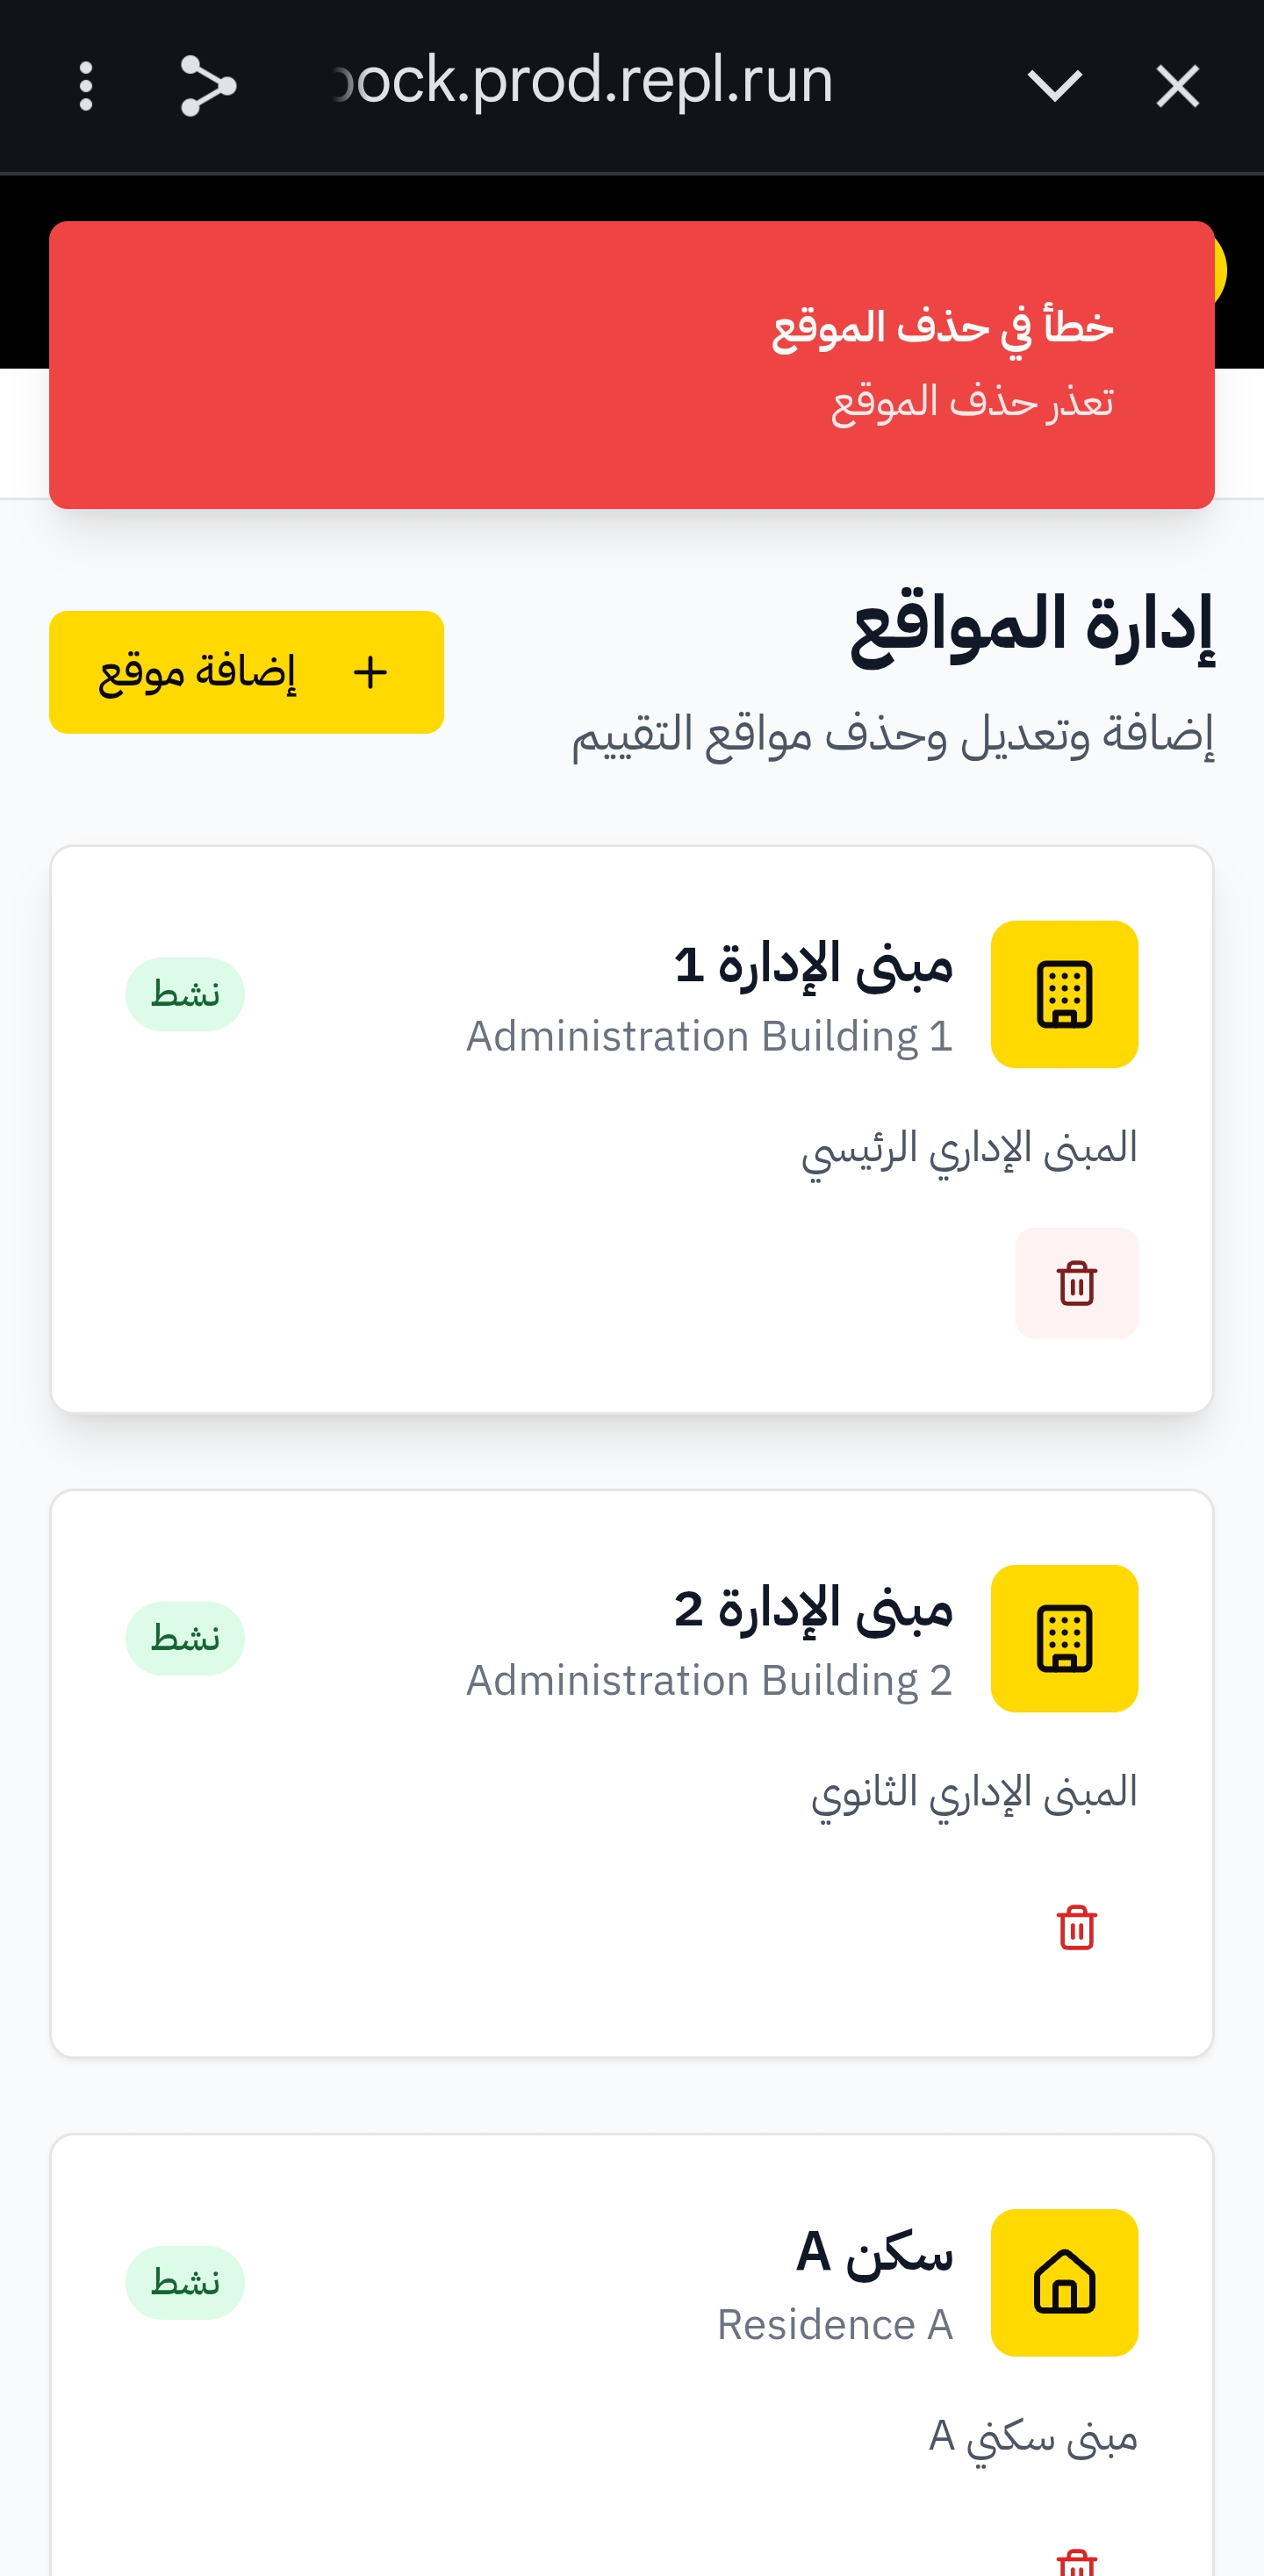 ock.prod.repl.run
خطأ في حذف الموقع
تعذر حذف الموقع
إدارة المواقع
إضافة وتعديل وحذف مواقع التقييم
إضافة موقع
مبنى الإدارة 1
Administration Building 1
نشط
المبنى الإداري الرئيسي
مبنى الإدارة 2
Administration Building 2
نشط
المبنى الإداري الثانوي
سكن A
Residence A
نشط
مبنى سكني A